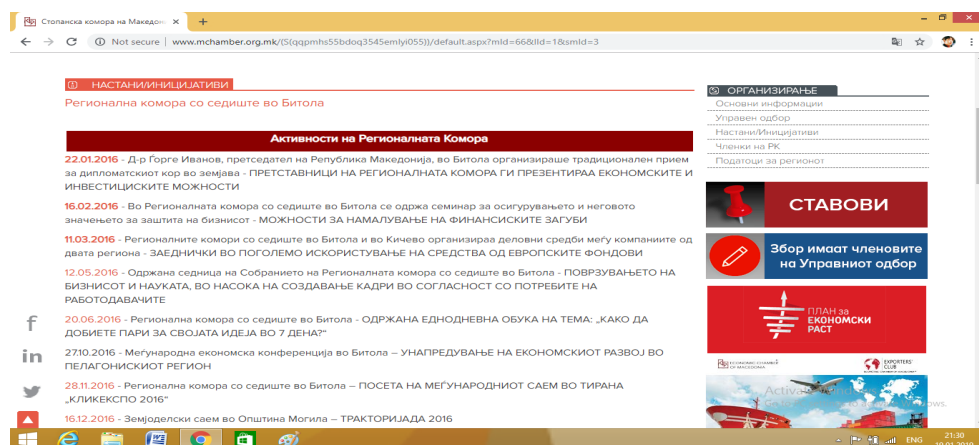 Стопанска комора на Македон
Not secure | www.mchamber.org.mk/(S(qqpmhs55bdoq3545emlyi055))/default.aspx?mId=66&lId=1&smId=3
НАСТАНИ/ИНИЦИЈАТИВИ
Регионална комора со седиште во Битола
Активности на Регионалната Комора
22.01.2016 - Д-р Ѓорге Иванов, претседател на Република Македонија, во Битола организираше традиционален прием
за дипломатскиот кор во земјава - ПРЕТСТАВНИЦИ НА РЕГИОНАЛНАТА КОМОРА ГИ ПРЕЗЕНТИРАА ЕКОНОМСКИТЕ И
ИНВЕСТИЦИСКИТЕ МОЖНОСТИ
16.02.2016 - Во Регионалната комора со седиште во Битола се одржа семинар за осигурувањето и неговото
значењето за заштита на бизнисот - МОЖНОСТИ ЗА НАМАЛУВАЊЕ НА ФИНАНСИСКИТЕ ЗАГУБИ
11.03.2016 - Регионалните комори со седиште во Битола и во Кичево организираа деловни средби меѓу компаниите од
двата региона - ЗАЕДНИЧКИ ВО ПОГОЛЕМО ИСКОРИСТУВАЊЕ НА СРЕДСТВА ОД ЕВРОПСКИТЕ ФОНДОВИ
12.05.2016 - Одржана седница на Собранието на Регионалната комора со седиште во Битола - ПОВРЗУВАЊЕТО НА
БИЗНИСОТ И НАУКАТА, ВО НАСОКА НА СОЗДАВАЊЕ КАДРИ ВО СОГЛАСНОСТ СО ПОТРЕБИТЕ НА
РАБОТОДАВАЧИТЕ
20.06.2016 - Регионална комора со седиште во Битола - ОДРЖАНА ЕДНОДНЕВНА ОБУКА НА ТЕМА: „КАКО ДА
ДОБИЕТЕ ПАРИ ЗА СВОЈАТА ИДЕЈА ВО 7 ДЕНА?“
27.10.2016 - Меѓународна економска конференција во Битола – УНАПРЕДУВАЊЕ НА ЕКОНОМСКИОТ РАЗВОЈ ВО
ПЕЛАГОНИСКИОТ РЕГИОН
28.11.2016 - Регионална комора со седиште во Битола – ПОСЕТА НА МЕЃУНАРОДНИОТ САЕМ ВО ТИРАНА
„КЛИКЕКСПО 2016“
16.12.2016 - Земјоделски саем во Општина Могила – ТРАКТОРИЈАДА 2016
ОРГАНИЗИРАЊЕ
Основни информации
Управен одбор
Настани/Иницијативи
Членки на РК
Податоци за регионот
СТАВОВИ
Збор имаат членовите
на Управниот одбор
ПЛАН за
ЕКОНОМСКИ
РАСТ
ECONOMIC CHAMBER
OF MACEDONIA
EXPORTERS'
CLUB
ENG
21:30
19.01.2019